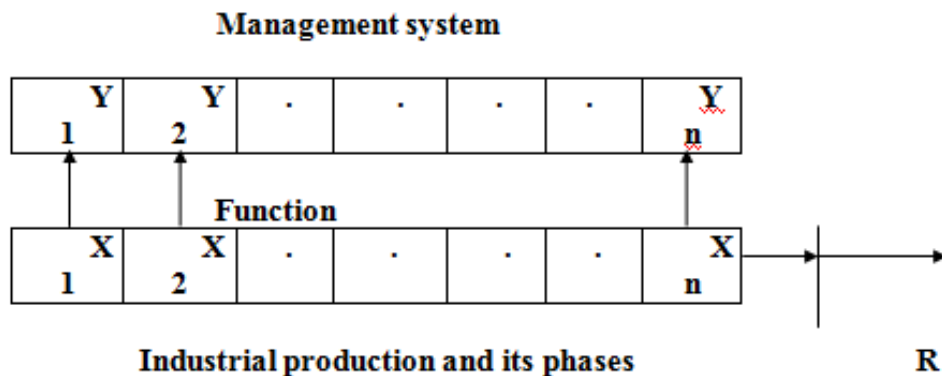 Management system
Y Y . . . . Y
1 2 n
Function
X X . . . . X
1 2 n
Industrial production and its phases R